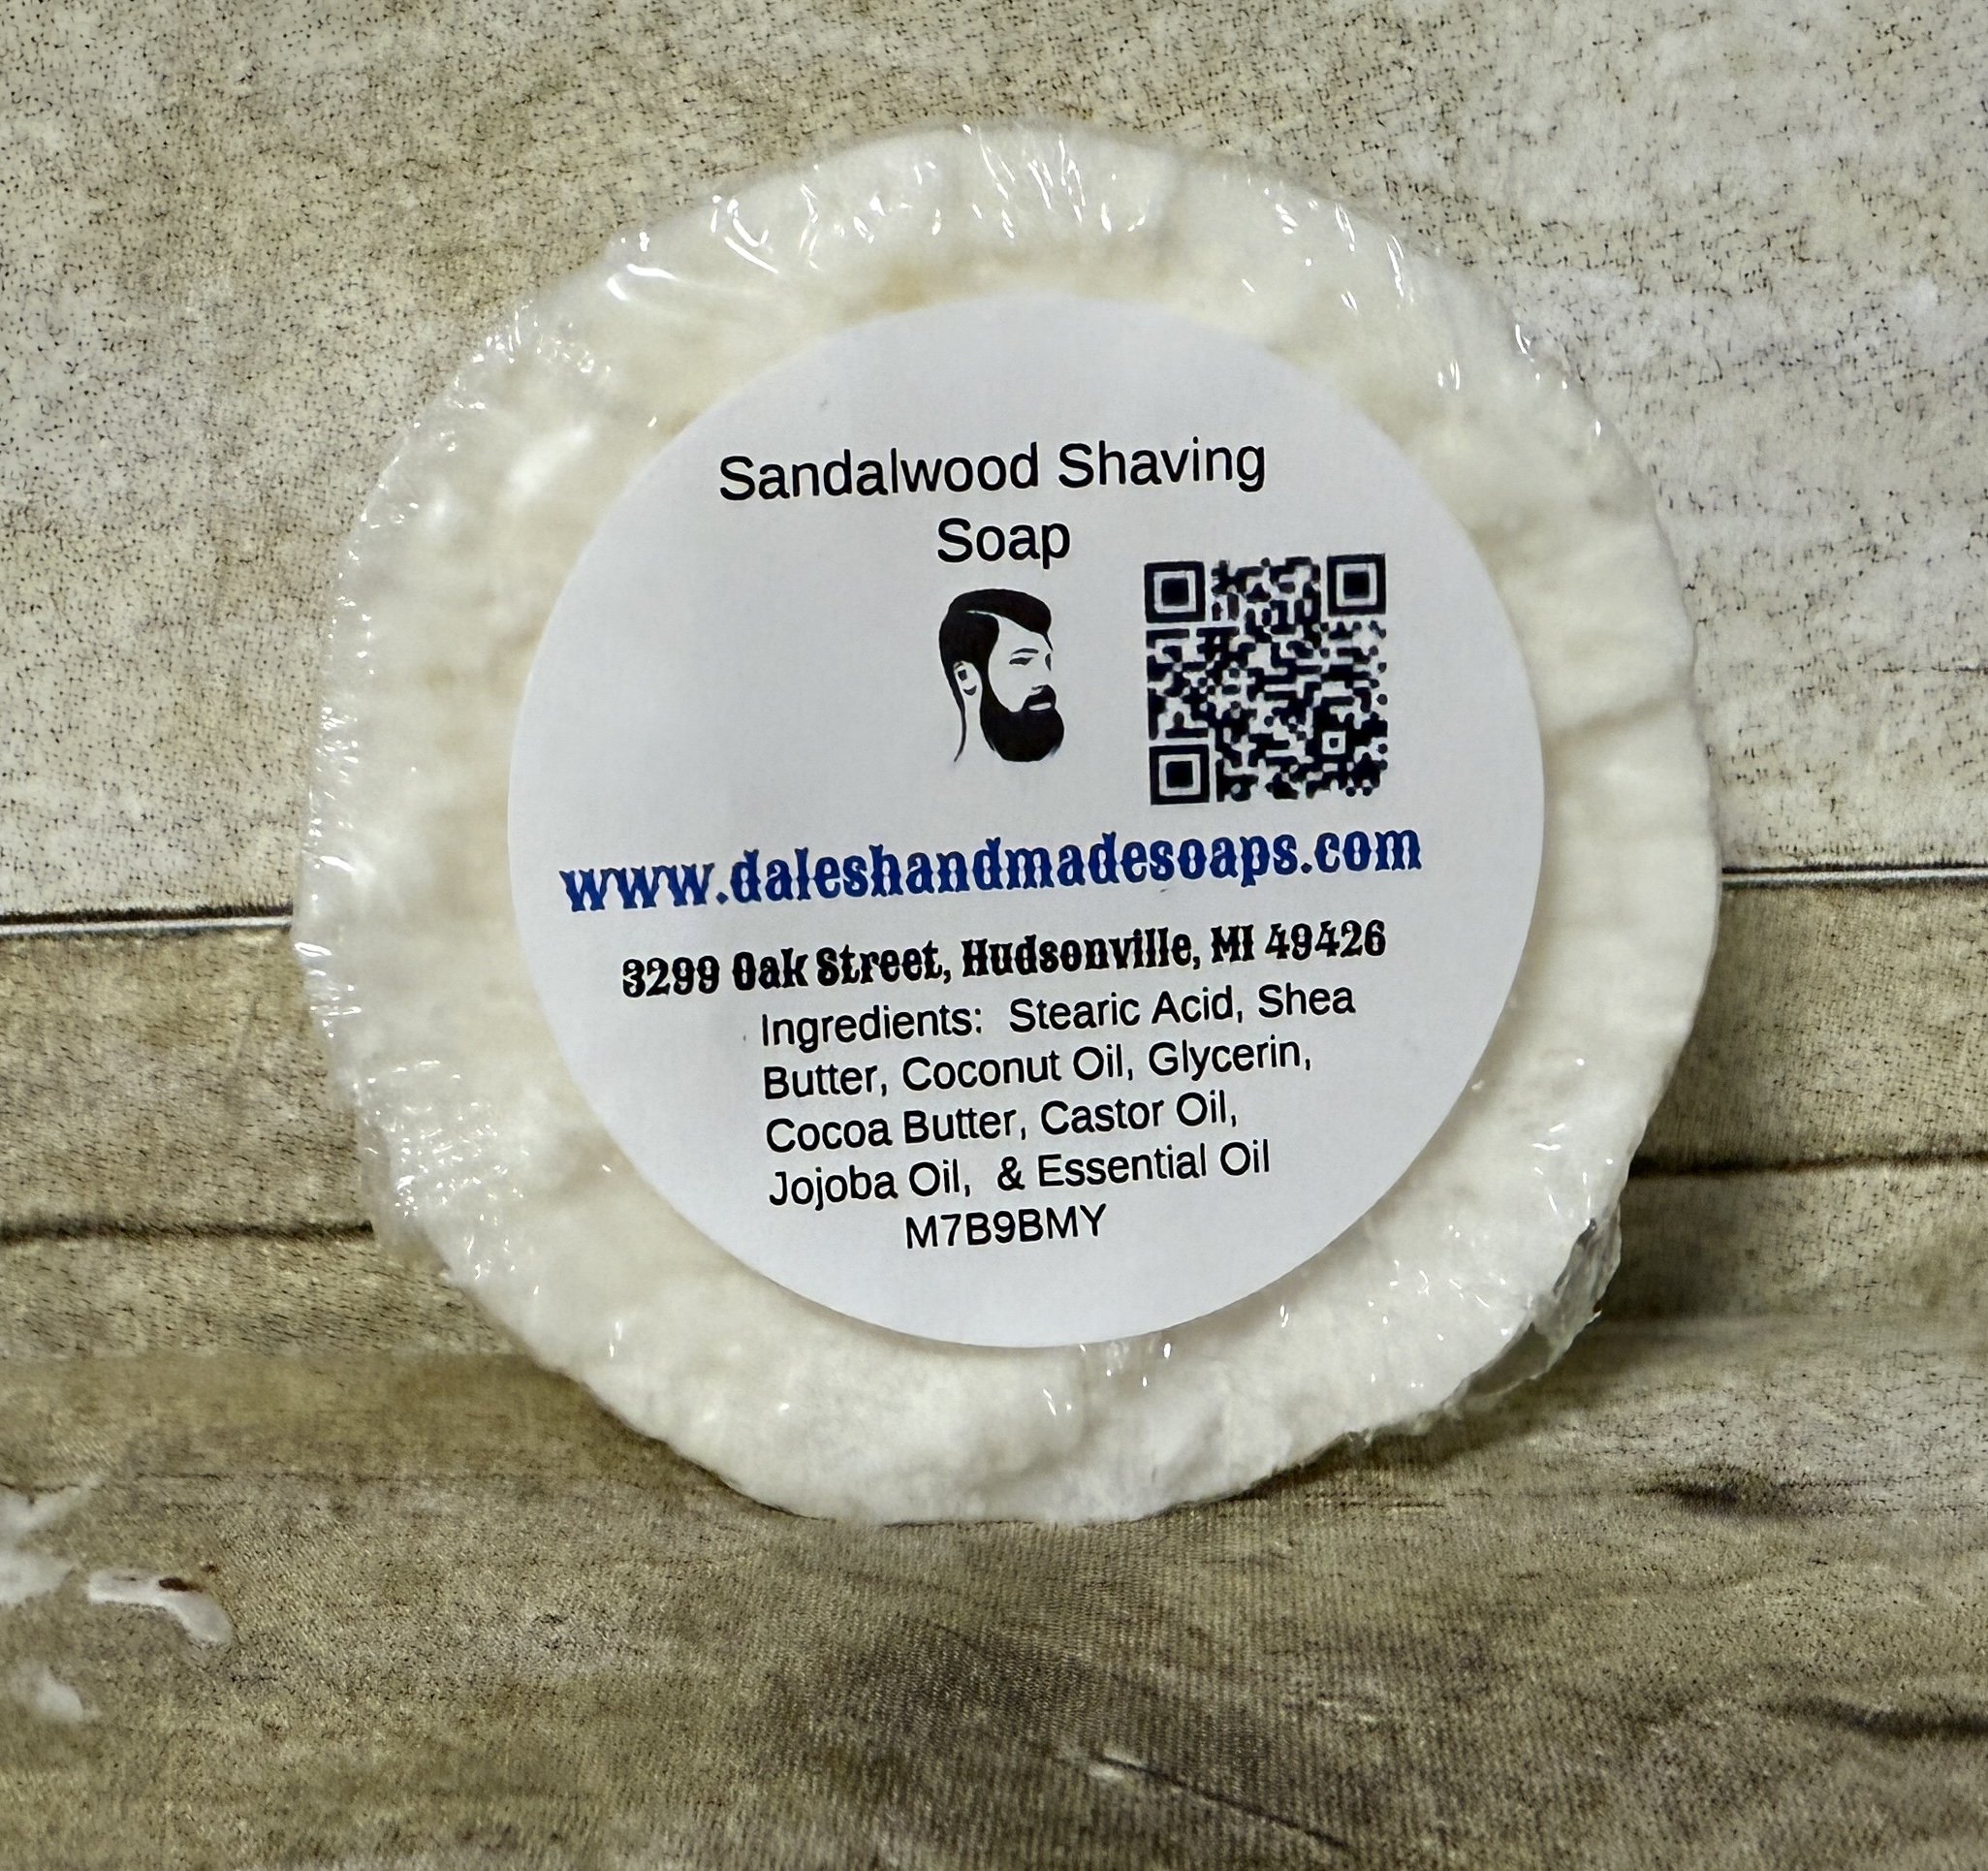 Sandalwood Shaving
Soap
www.daleshandmadesoaps.com
3299 Oak Street, Hudsonville, MI 49426
Ingredients: Stearic Acid, Shea
Butter, Coconut Oil, Glycerin,
Cocoa Butter, Castor Oil,
Jojoba Oil, & Essential Oil
M7B9BMY